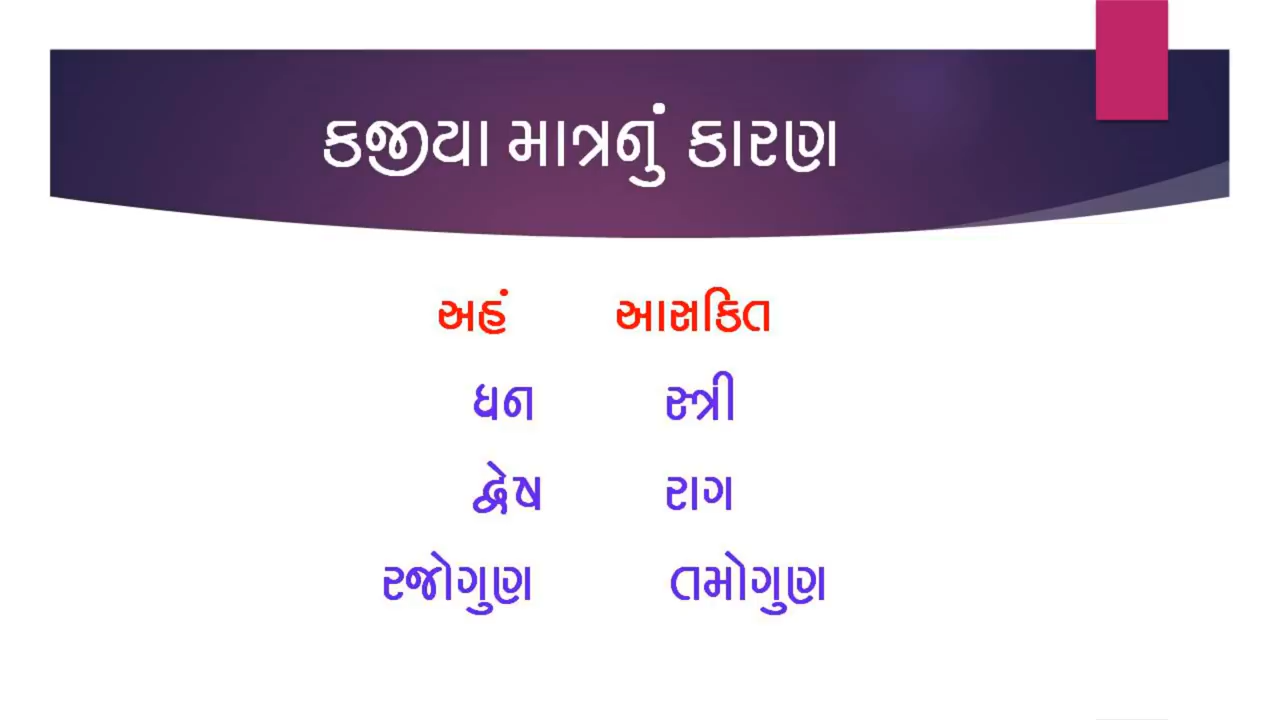 કજીયા માત્રનું કારણ
અહં આસકિત
ધન સ્ત્રી
દ્વેષ રાગ
રજોગુણ તમોગુણ